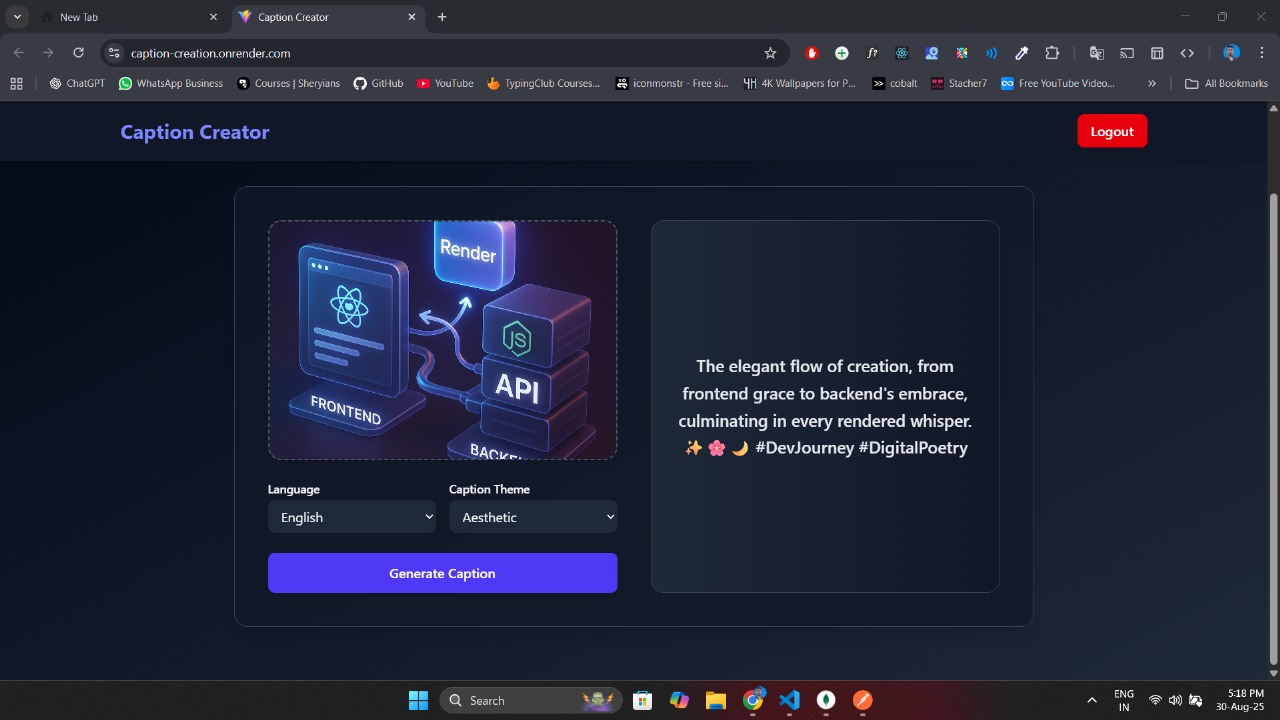 New Tab
Caption Creator
caption-creation.onrender.com
ChatGPT
WhatsApp Business
Courses | Sheryians
GitHub
YouTube
TypingClub Courses...
iconmonstr - Free si...
4K Wallpapers for P...
cobalt
Stacher7
Free YouTube Video...
All Bookmarks
Caption Creator
Logout
Render
JS
API
FRONTEND
BACKEN
The elegant flow of creation, from
frontend grace to backend's embrace,
culminating in every rendered whisper.
✨ 🌸 🌙 #DevJourney #DigitalPoetry
Language
Caption Theme
English
Aesthetic
Generate Caption
Search
ENG
IN
5:18 PM
30-Aug-25